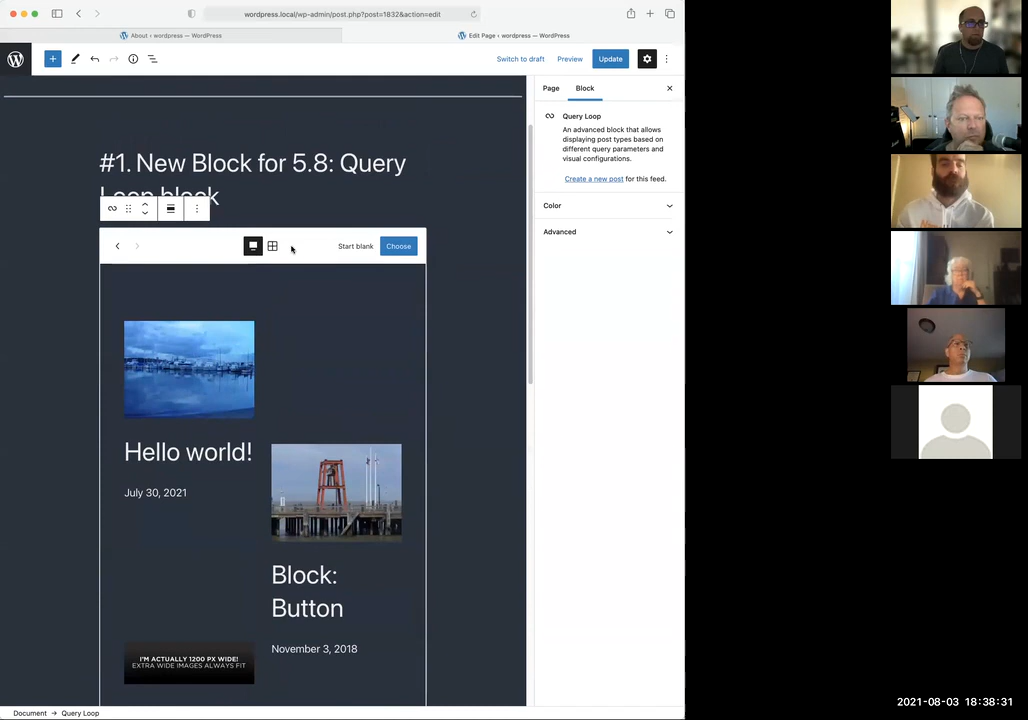 wordpress.local/wp-admin/post.php?post=1832&action=edit
About ‹ wordpress — WordPress
Edit Page ‹ wordpress — WordPress
Switch to draft
Preview
Update
Page
Block
Query Loop
An advanced block that allows
displaying post types based on
different query parameters and
visual configurations.
Create a new post for this feed.
Color
Advanced
#1. New Block for 5.8: Query
Loop block
Start blank
Choose
Hello world!
July 30, 2021
Block:
Button
November 3, 2018
I'M ACTUALLY 1200 PX WIDE!
EXTRA WIDE IMAGES ALWAYS FIT
Document → Query Loop
2021-08-03 18:38:31